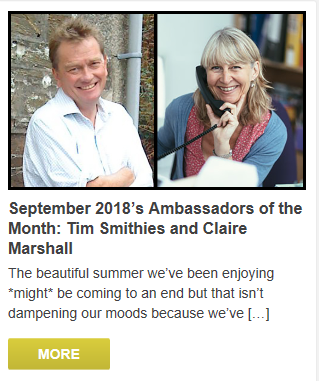 September 2018’s Ambassadors of the
Month: Tim Smithies and Claire
Marshall
The beautiful summer we’ve been enjoying
*might* be coming to an end but that isn’t
dampening our moods because we’ve […]
MORE